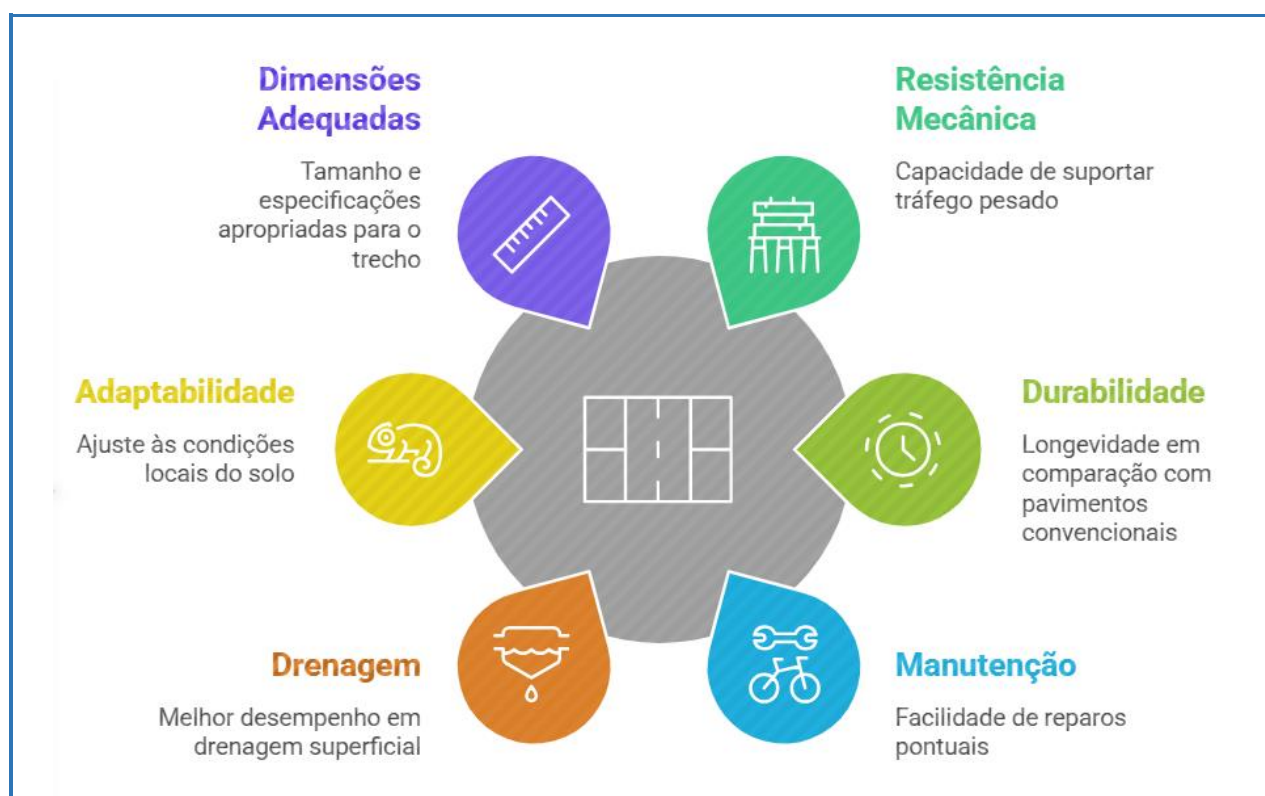 Dimensões
Adequadas
Tamanho e
especificações
apropriadas para o
trecho
Resistência
Mecânica
Capacidade de suportar
tráfego pesado
Adaptabilidade
Ajuste às condições
locais do solo
Durabilidade
Longevidade em
comparação com
pavimentos
convencionais
Drenagem
Melhor desempenho em
drenagem superficial
Manutenção
Facilidade de reparos
pontuais